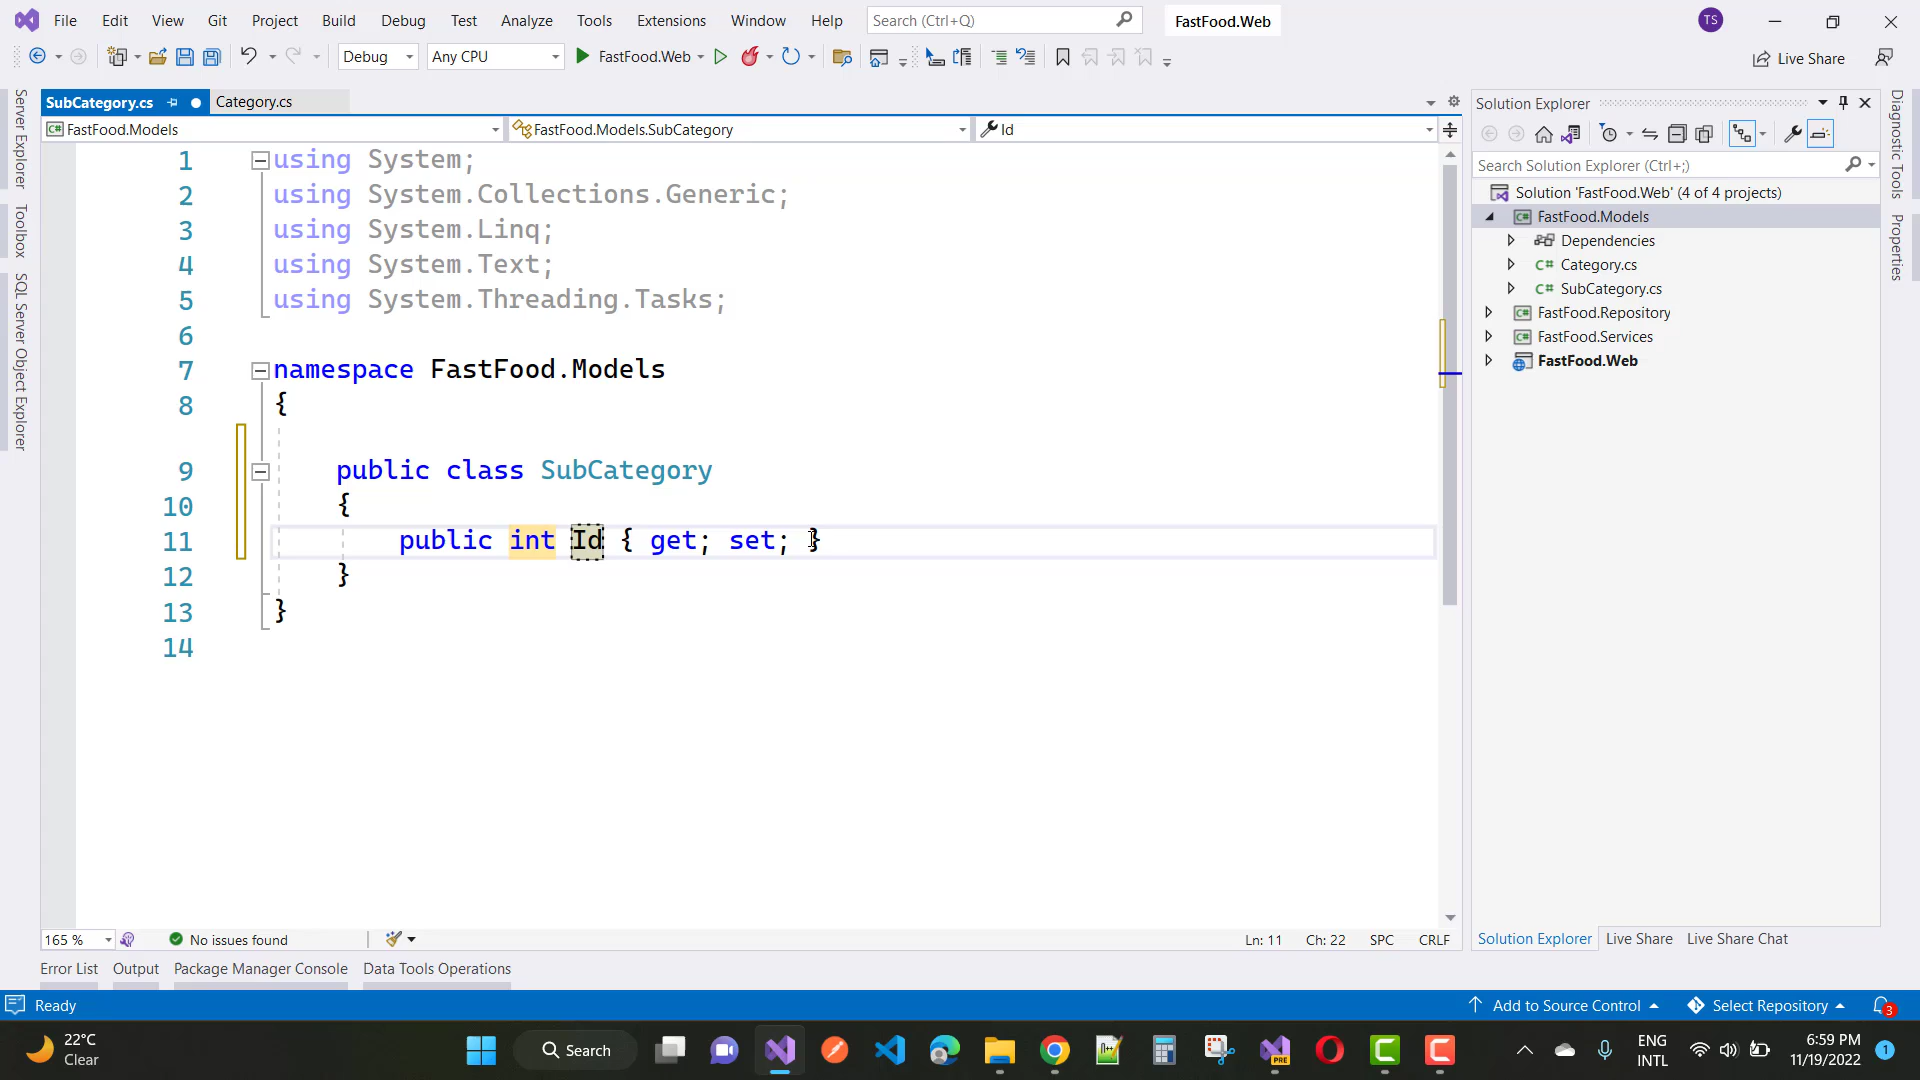 File Edit View Git Project Build Debug Test Analyze Tools Extensions Window Help Search (Ctrl+Q) FastFood.Web TS
Debug Any CPU FastFood.Web Live Share
SubCategory.cs Category.cs
FastFood.Models FastFood.Models.SubCategory Id
Server Explorer
Toolbox
SQL Server Object Explorer
1 using System;
2 using System.Collections.Generic;
3 using System.Linq;
4 using System.Text;
5 using System.Threading.Tasks;
6
7 namespace FastFood.Models
8 {
9 public class SubCategory
10 {
11 public int Id { get; set; }
12 }
13 }
14
165 % No issues found Ln: 11 Ch: 22 SPC CRLF
Solution Explorer
Search Solution Explorer (Ctrl+;)
Solution 'FastFood.Web' (4 of 4 projects)
C# FastFood.Models
Dependencies
C# Category.cs
C# SubCategory.cs
C# FastFood.Repository
C# FastFood.Services
FastFood.Web
Solution Explorer Live Share Live Share Chat
Diagnostic Tools
Properties
Error List Output Package Manager Console Data Tools Operations
Ready Add to Source Control Select Repository 3
22°C
Clear
Search
PRE
ENG
INTL
6:59 PM
11/19/2022
1